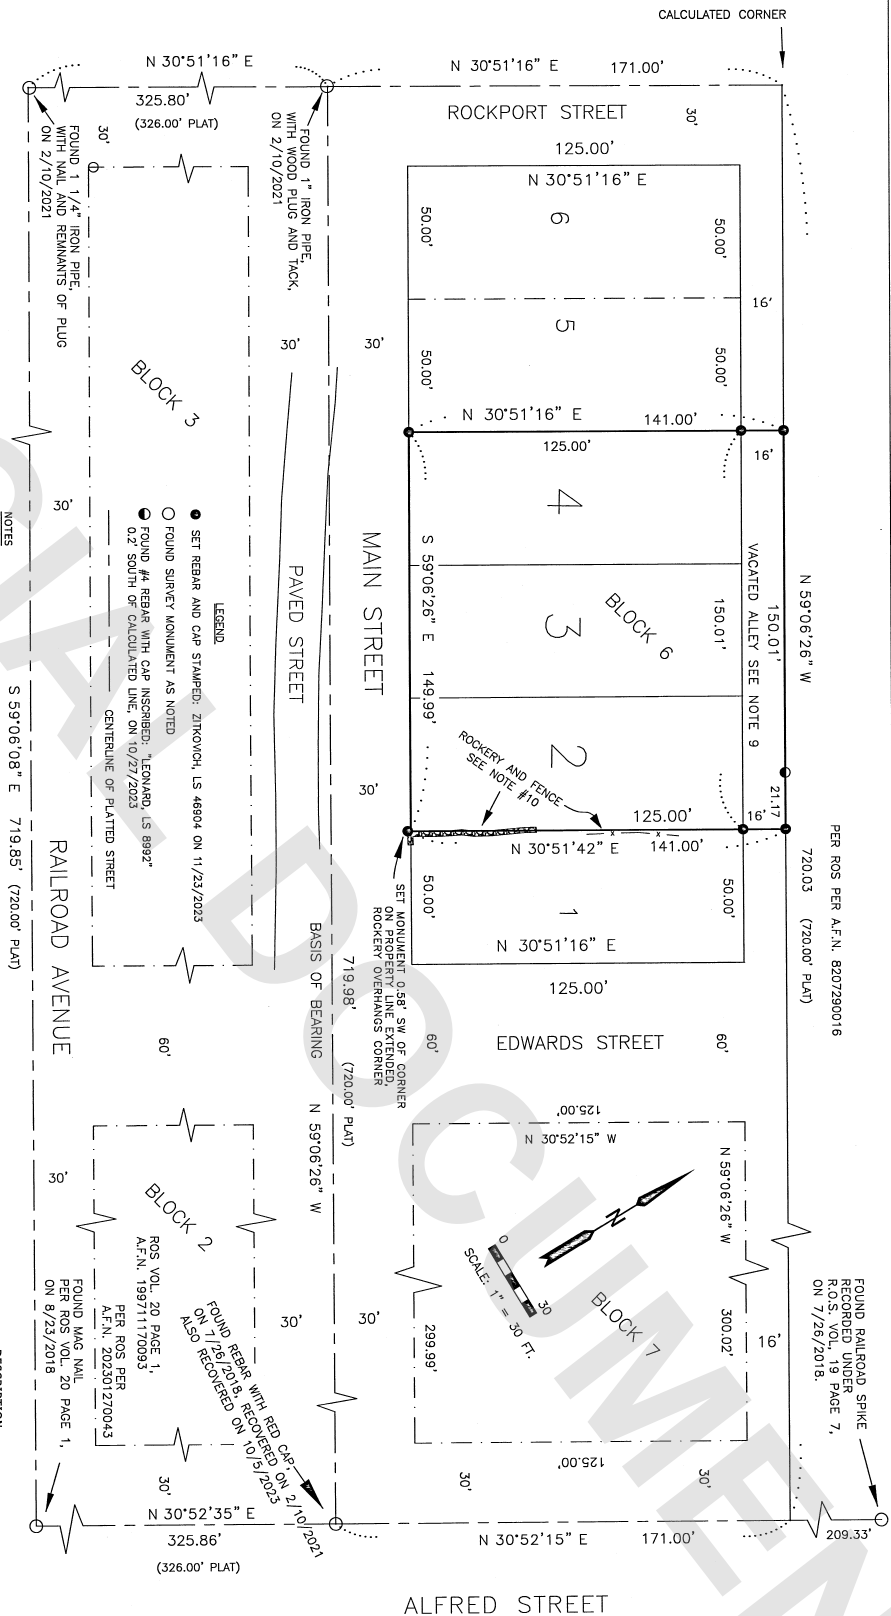 CALCULATED CORNER
N 30°51'16" E
N 30°51'16" E 171.00'
325.80'
(326.00' PLAT)
ROCKPORT STREET
30'
30'
125.00'
N 30°51'16" E
FOUND 1 1/4" IRON PIPE,
WITH NAIL AND REMNANTS OF PLUG
ON 2/10/2021
FOUND 1" IRON PIPE,
WITH WOOD PLUG AND TACK,
ON 2/10/2021
50.00'
6
50.00'
16'
30'
30'
5
50.00'
50.00'
BLOCK 3
N 30°51'16" E 141.00'
125.00'
16'
30'
4
NOTES
LEGEND
SET REBAR AND CAP STAMPED: ZITKOVICH, LS 46904 ON 11/23/2023
FOUND SURVEY MONUMENT AS NOTED
FOUND #4 REBAR WITH CAP INSCRIBED: "LEONARD, LS 8992"
0.2' SOUTH OF CALCULATED LINE, ON 10/27/2023
CENTERLINE OF PLATTED STREET
PAVED STREET
MAIN STREET
S 59°06'26" E 149.99'
3
BLOCK 6
150.01'
VACATED ALLEY SEE NOTE 9
150.01'
N 59°06'26" W
2
ROCKERY AND FENCE
SEE NOTE #10
x
x
30'
21.17
16'
125.00'
N 30°51'42" E 141.00'
S 59°06'08" E 719.85' (720.00' PLAT)
RAILROAD AVENUE
SET MONUMENT 0.58' SW OF CORNER
ON PROPERTY LINE EXTENDED,
ROCKERY OVERHANGS CORNER
50.00'
1
50.00'
N 30°51'16" E
125.00'
PER ROS PER A.F.N. 8207290016
720.03 (720.00' PLAT)
BASIS OF BEARING N 59°06'26" W
719.98' (720.00' PLAT)
60'
60'
EDWARDS STREET
60'
125.00'
N 30°52'15" W
N 59°06'26" W
300.02'
BLOCK 7
N
0
30
SCALE: 1" = 30 FT.
299.99'
125.00'
30'
BLOCK 2
ROS VOL. 20 PAGE 1,
A.F.N. 199711170093
PER ROS PER
A.F.N. 202301270043
30'
30'
16'
FOUND RAILROAD SPIKE
RECORDED UNDER
R.O.S. VOL, 19 PAGE 7,
ON 7/26/2018.
FOUND MAG NAIL
PER ROS VOL. 20 PAGE 1,
ON 8/23/2018
FOUND REBAR WITH RED CAP,
ON 7/26/2018, RECOVERED ON 2/10/2021
ALSO RECOVERED ON 10/5/2023
30'
30'
30'
N 30°52'35" E
325.86'
(326.00' PLAT)
N 30°52'15" E 171.00'
209.33'
ALFRED STREET
CIAL DOCUMEN